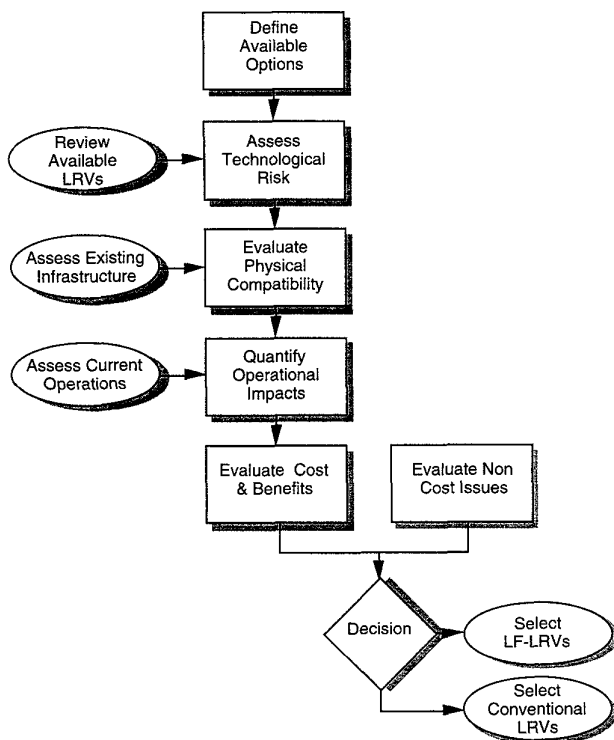 Define
Available
Options
Review
Available
LRVs
Assess
Technological
Risk
Assess Existing
Infrastructure
Evaluate
Physical
Compatibility
Assess Current
Operations
Quantify
Operational
Impacts
Evaluate Cost
& Benefits
Evaluate Non
Cost Issues
Decision
Select
LF-LRVs
Select
Conventional
LRVs